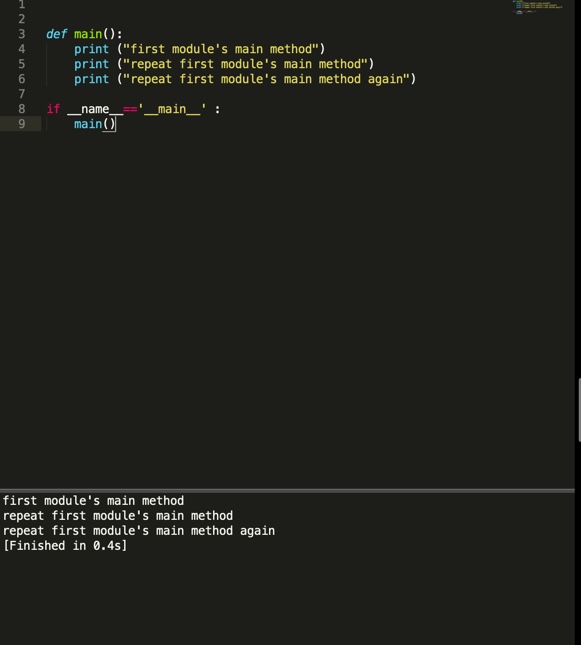 1
2
3 def main():
4 print ("first module's main method")
5 print ("repeat first module's main method")
6 print ("repeat first module's main method again")
7
8 if __name__=='__main__' :
9 main()
first module's main method
repeat first module's main method
repeat first module's main method again
[Finished in 0.4s]